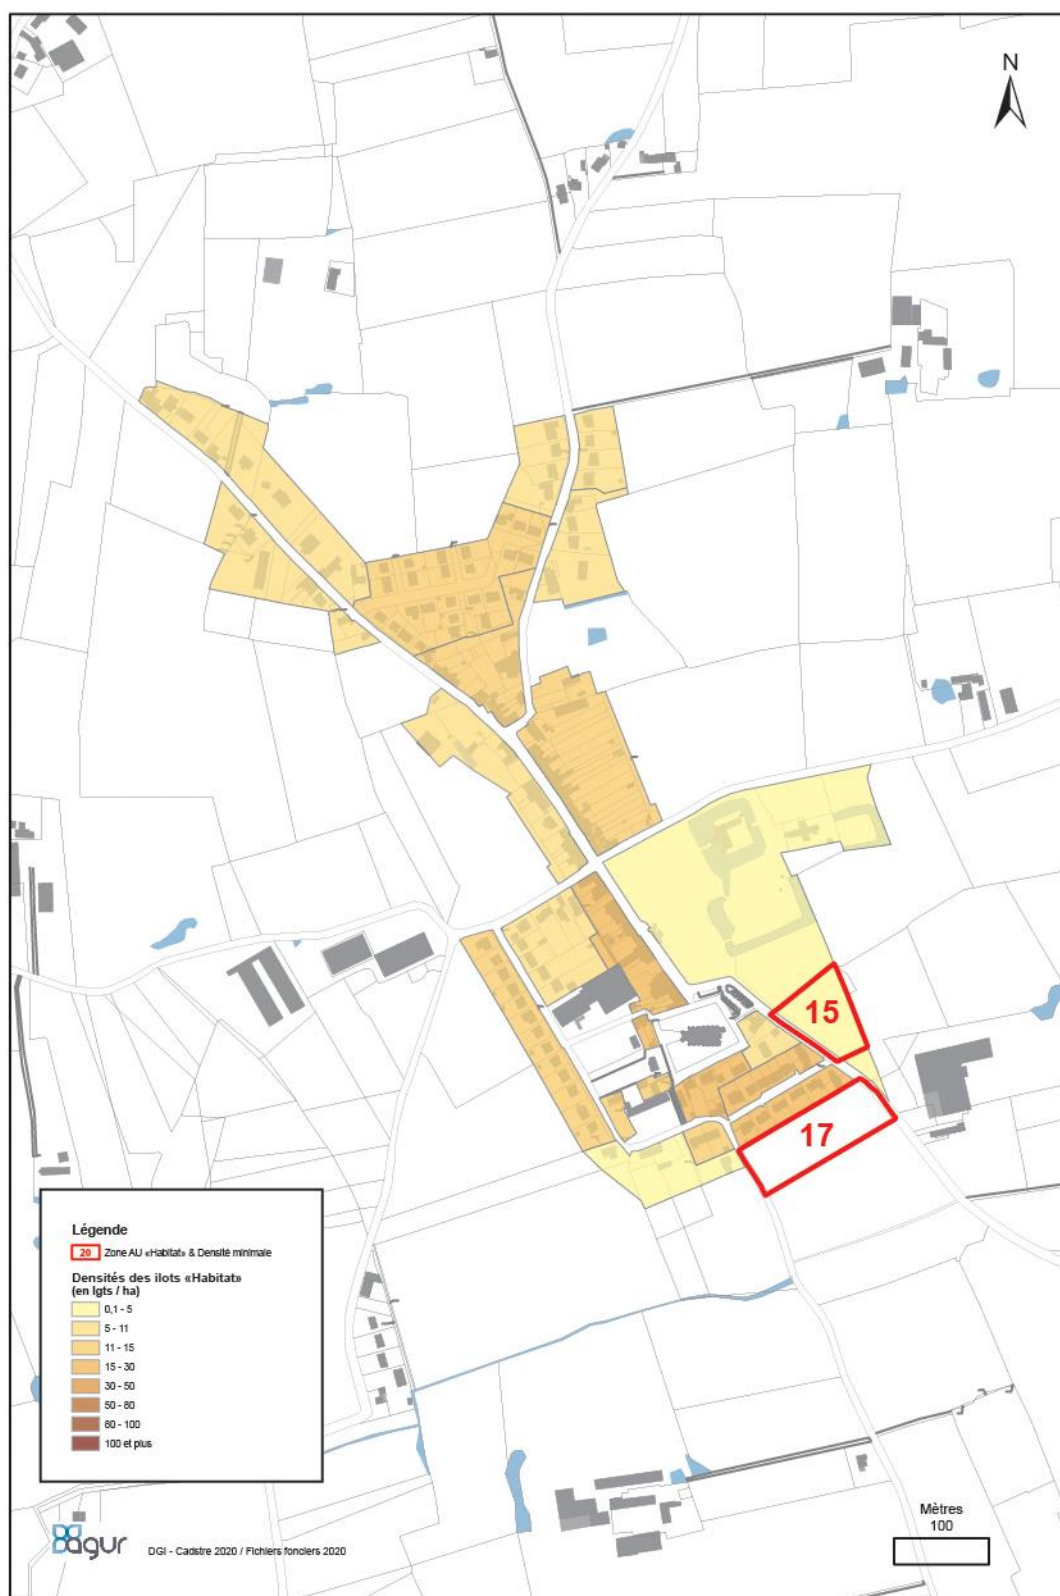 N
15
17
Légende
20 Zone AU «Habitat» & Densité minimale
Densités des ilots «Habitat»
(en lgts / ha)
0,1 - 5
5 - 11
11 - 15
15 - 30
30 - 50
50 - 80
80 - 100
100 et plus
agur
DGI - Cadstre 2020 / Fichiers fonciers 2020
Mètres
100